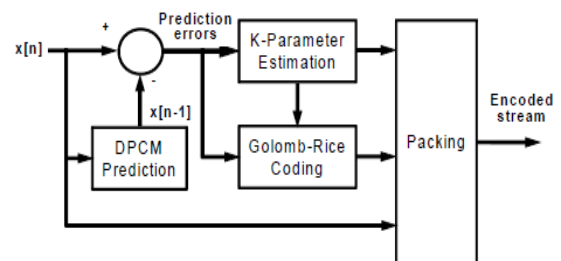 Prediction
errors
+
x[n]
-
x[n-1]
DPCM
Prediction
K-Parameter
Estimation
Golomb-Rice
Coding
Packing
Encoded
stream